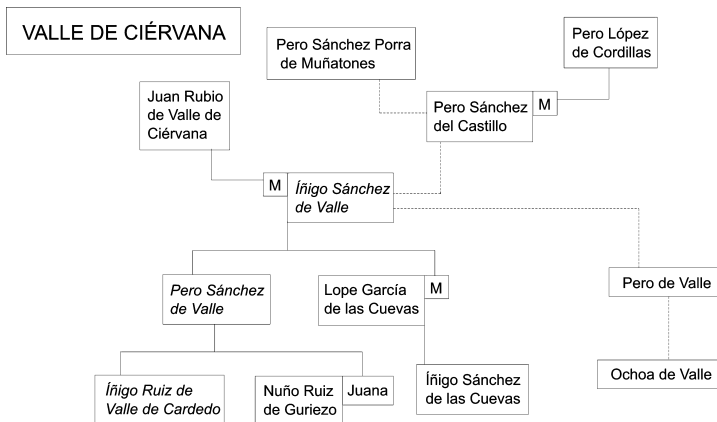 VALLE DE CIÉRVANA
Pero Sánchez Porra
de Muñatones
Pero López
de Cordillas
Juan Rubio
de Valle de
Ciérvana
Pero Sánchez
del Castillo
M
M
Íñigo Sánchez
de Valle
Pero Sánchez
de Valle
Lope García
de las Cuevas
M
Pero de Valle
Íñigo Ruiz de
Valle de Cardedo
Nuño Ruiz
de Guriezo
Juana
Íñigo Sánchez
de las Cuevas
Ochoa de Valle